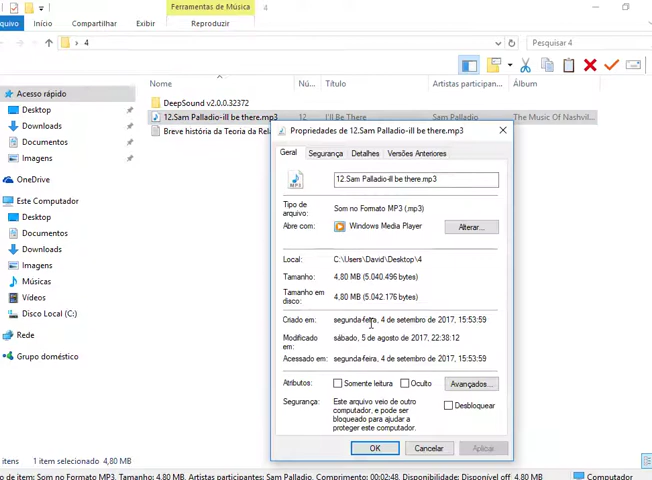 Ferramentas de Música
4
quivo Início Compartilhar Exibir Reproduzir
4
Pesquisar 4
Nome Nú... Título Artistas participant... Álbum
Acesso rápido
Desktop
Downloads
Documentos
Imagens
OneDrive
Este Computador
Desktop
Documentos
Downloads
Imagens
Músicas
Vídeos
Disco Local (C:)
Rede
Grupo doméstico
DeepSound v2.0.0.32372
12.Sam Palladio-ill be there.mp3 12 I'll Be There Sam Palladio The Music Of Nashvil...
Breve história da Teoria da Rela
Propriedades de 12.Sam Palladio-ill be there.mp3
Geral Segurança Detalhes Versões Anteriores
MP3
12.Sam Palladio-ill be there.mp3
Tipo de arquivo: Som no Formato MP3 (.mp3)
Abre com: Windows Media Player Alterar...
Local: C:\Users\David\Desktop\4
Tamanho: 4,80 MB (5.040.496 bytes)
Tamanho em disco: 4,80 MB (5.042.176 bytes)
Criado em: segunda-feira, 4 de setembro de 2017, 15:53:59
Modificado em: sábado, 5 de agosto de 2017, 22:38:12
Acessado em: segunda-feira, 4 de setembro de 2017, 15:53:59
Atributos: Somente leitura Oculto Avançados...
Segurança: Este arquivo veio de outro
computador, e pode ser
bloqueado para ajudar a
proteger este computador.
Desbloquear
OK Cancelar Aplicar
itens 1 item selecionado 4,80 MB
de item: Som no Formato MP3, Tamanho: 4,80 MB, Artistas participantes: Sam Palladio, Comprimento: 00:02:48, Disponibilidade: Disponível off 4,80 MB Computador